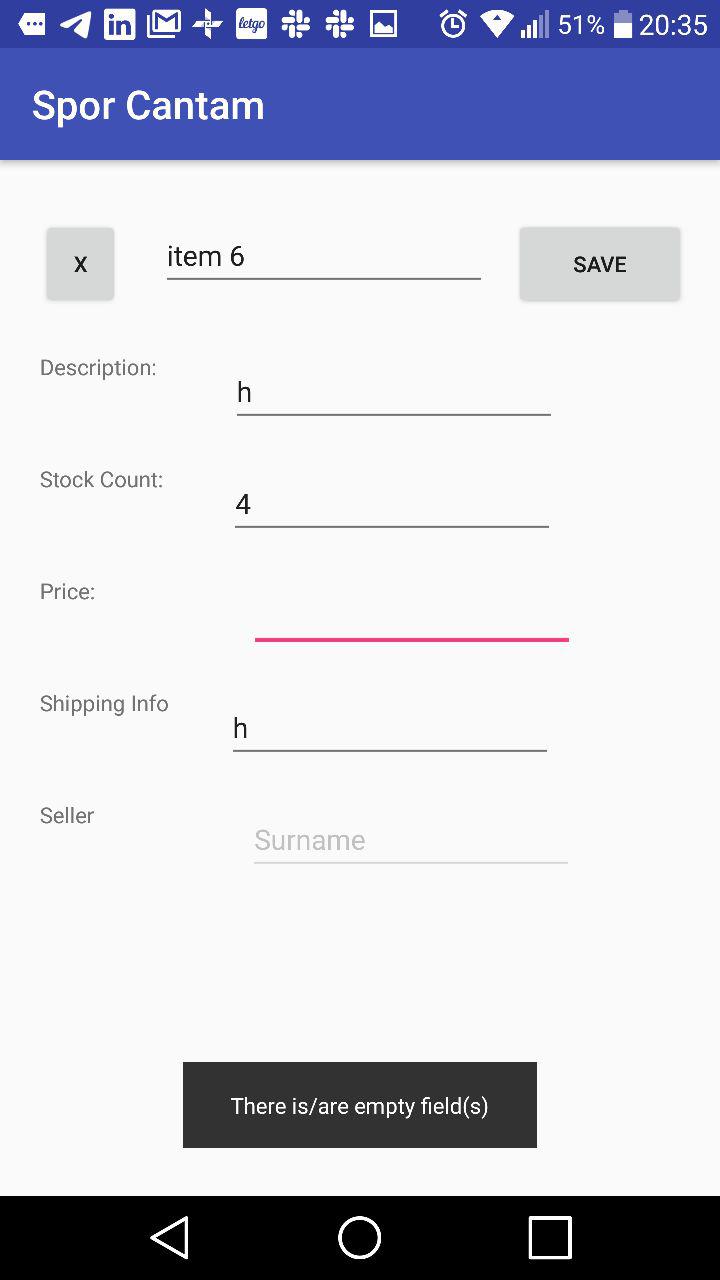 letgo 51% 20:35
Spor Cantam
X item 6 SAVE
Description:
h
Stock Count:
4
Price:
Shipping Info
h
Seller
Surname
There is/are empty field(s)